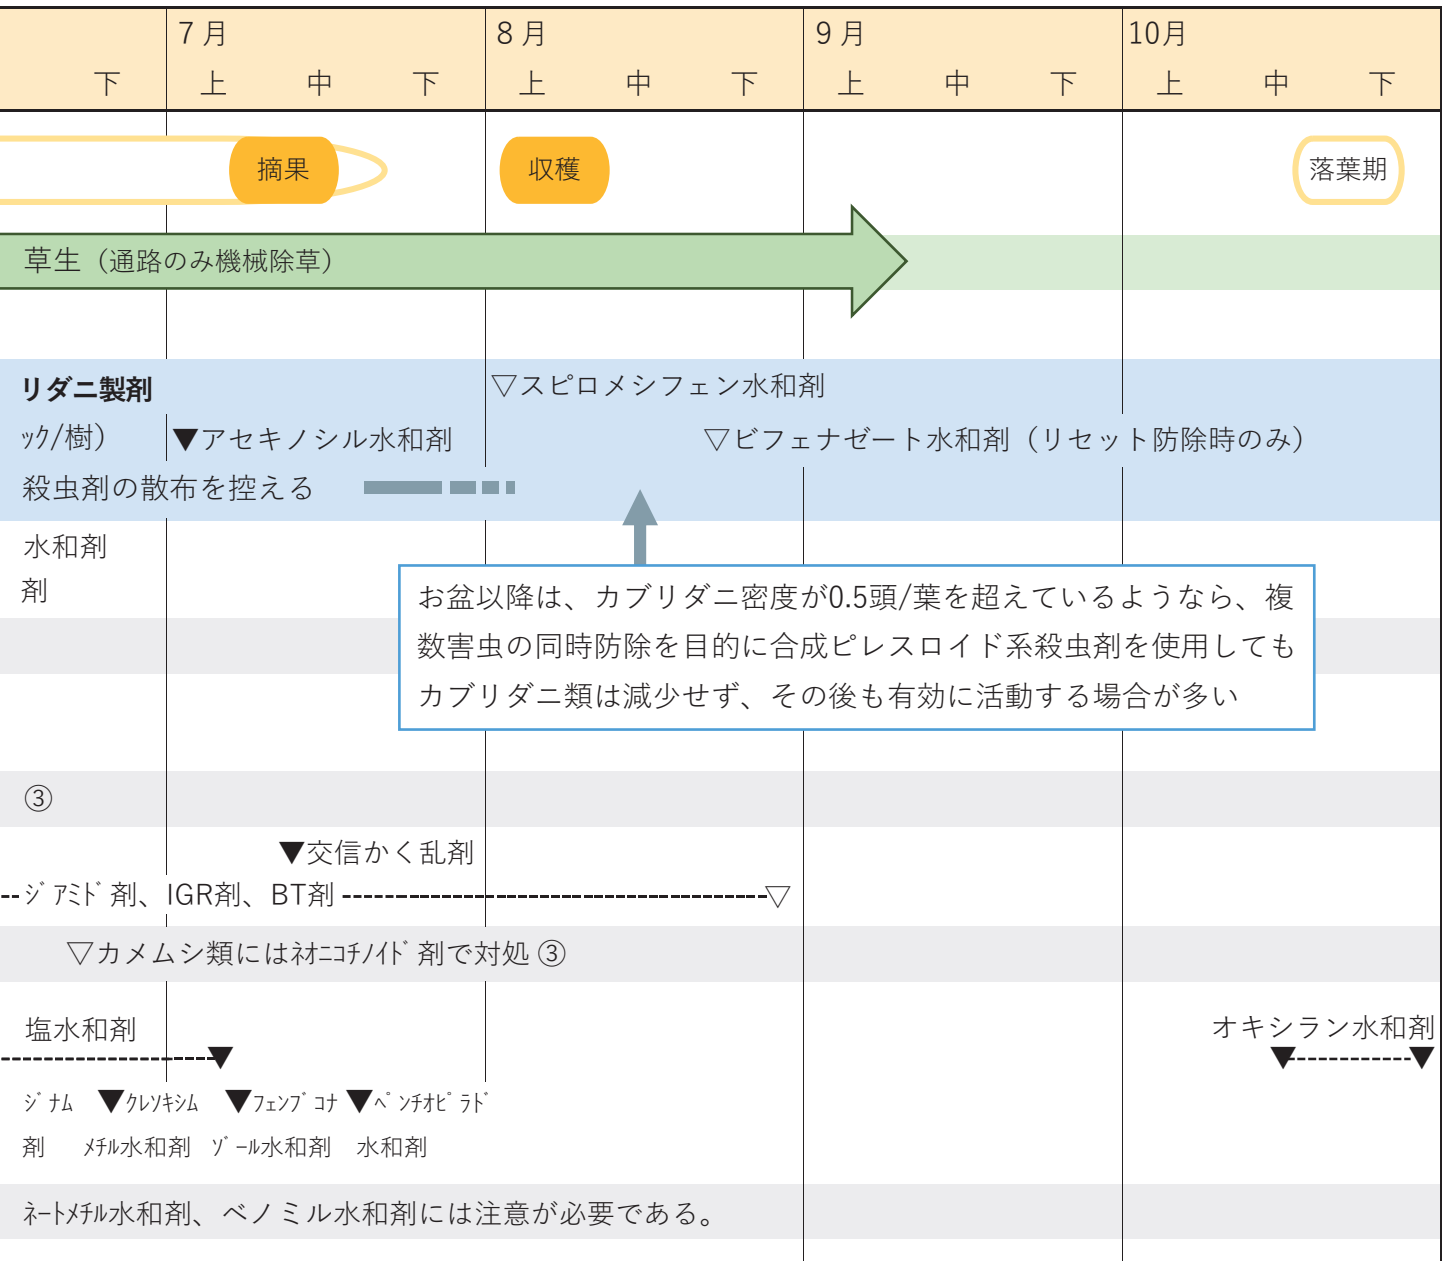 7月 8月 9月 10月
下 上 中 下 上 中 下 上 中 下 上 中 下
摘果 収穫 落葉期
草生（通路のみ機械除草）
リダニ製剤 ▽スピロメシフェン水和剤
ｯｸ/樹） ▼アセキノシル水和剤 ▽ビフェナゼート水和剤（リセット防除時のみ）
殺虫剤の散布を控える
水和剤
剤
お盆以降は、カブリダニ密度が0.5頭/葉を超えているようなら、複
数害虫の同時防除を目的に合成ピレスロイド系殺虫剤を使用しても
カブリダニ類は減少せず、その後も有効に活動する場合が多い
③
▼交信かく乱剤
ｼﾞｱﾐﾄﾞ剤、IGR剤、BT剤 ▽
▽カメムシ類にはﾈｵﾆｺﾁﾉｲﾄﾞ剤で対処 ③
塩水和剤 オキシラン水和剤
▼ ▼ ▼
ｼﾞﾅﾑ ▼ｸﾚｿｷｼﾑ ▼ﾌｪﾝﾌﾞｺﾅ ▼ﾍﾟﾝﾁｵﾋﾟﾗﾄﾞ
剤 ﾒﾁﾙ水和剤 ｿﾞｰﾙ水和剤 水和剤
ﾈｰﾄﾒﾁﾙ水和剤、ベノミル水和剤には注意が必要である。